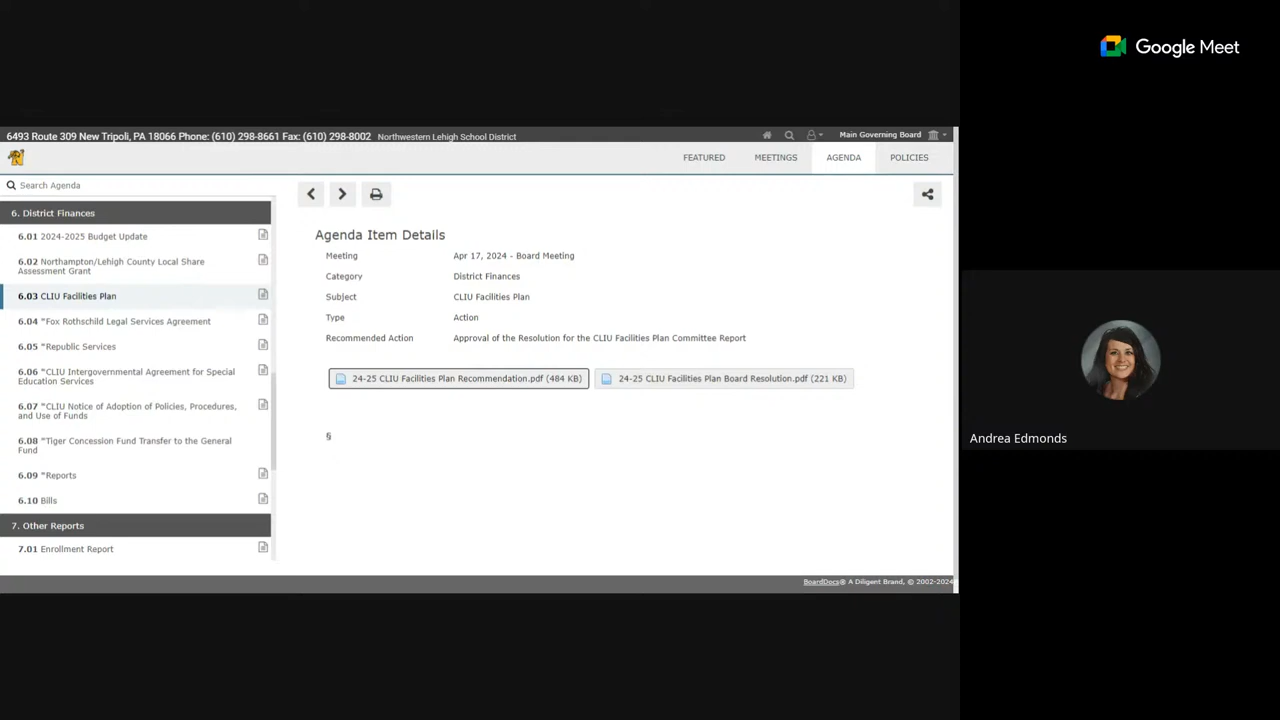 Google Meet
6493 Route 309 New Tripoli, PA 18066 Phone: (610) 298-8661 Fax: (610) 298-8002 Northwestern Lehigh School District
Main Governing Board
FEATURED MEETINGS AGENDA POLICIES
Search Agenda
6. District Finances
6.01 2024-2025 Budget Update
6.02 Northampton/Lehigh County Local Share
Assessment Grant
6.03 CLIU Facilities Plan
6.04 "Fox Rothschild Legal Services Agreement
6.05 "Republic Services
6.06 "CLIU Intergovernmental Agreement for Special
Education Services
6.07 "CLIU Notice of Adoption of Policies, Procedures,
and Use of Funds
6.08 "Tiger Concession Fund Transfer to the General
Fund
6.09 "Reports
6.10 Bills
7. Other Reports
7.01 Enrollment Report
Agenda Item Details
Meeting Apr 17, 2024 - Board Meeting
Category District Finances
Subject CLIU Facilities Plan
Type Action
Recommended Action Approval of the Resolution for the CLIU Facilities Plan Committee Report
24-25 CLIU Facilities Plan Recommendation.pdf (484 KB) 24-25 CLIU Facilities Plan Board Resolution.pdf (221 KB)
§
BoardDocs® A Diligent Brand, © 2002-2024
Andrea Edmonds